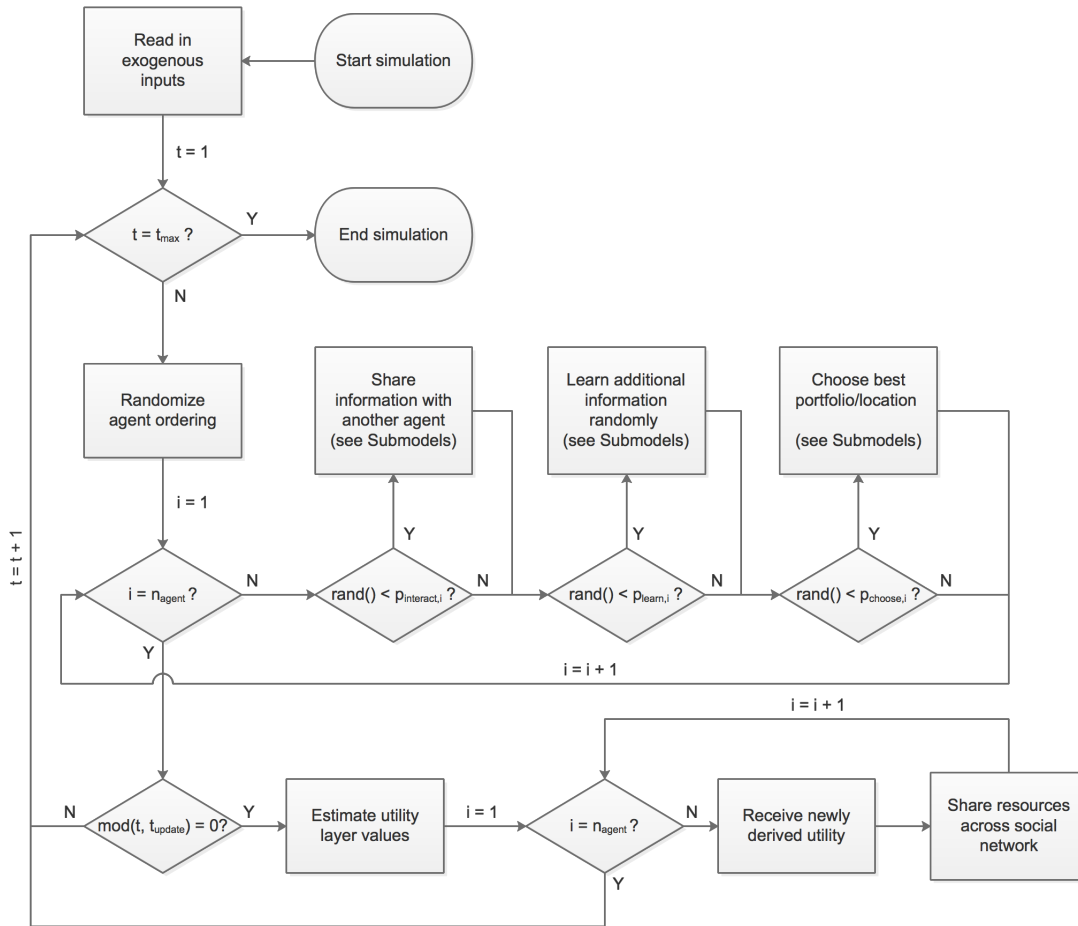 Read in
exogenous
inputs
Start simulation
t = 1
t = tmax ?
Y
End simulation
N
Randomize
agent ordering
Share
information with
another agent
(see Submodels)
Learn additional
information
randomly
(see Submodels)
Choose best
portfolio/location
(see Submodels)
i = 1
Y
Y
Y
t = t + 1
i = nagent ?
N
rand() < pinteract,i ?
N
rand() < plearn,i ?
N
rand() < pchoose,i ?
N
Y
i = i + 1
i = i + 1
N
mod(t, tupdate) = 0?
Y
Estimate utility
layer values
i = 1
i = nagent ?
N
Receive newly
derived utility
Share resources
across social
network
Y